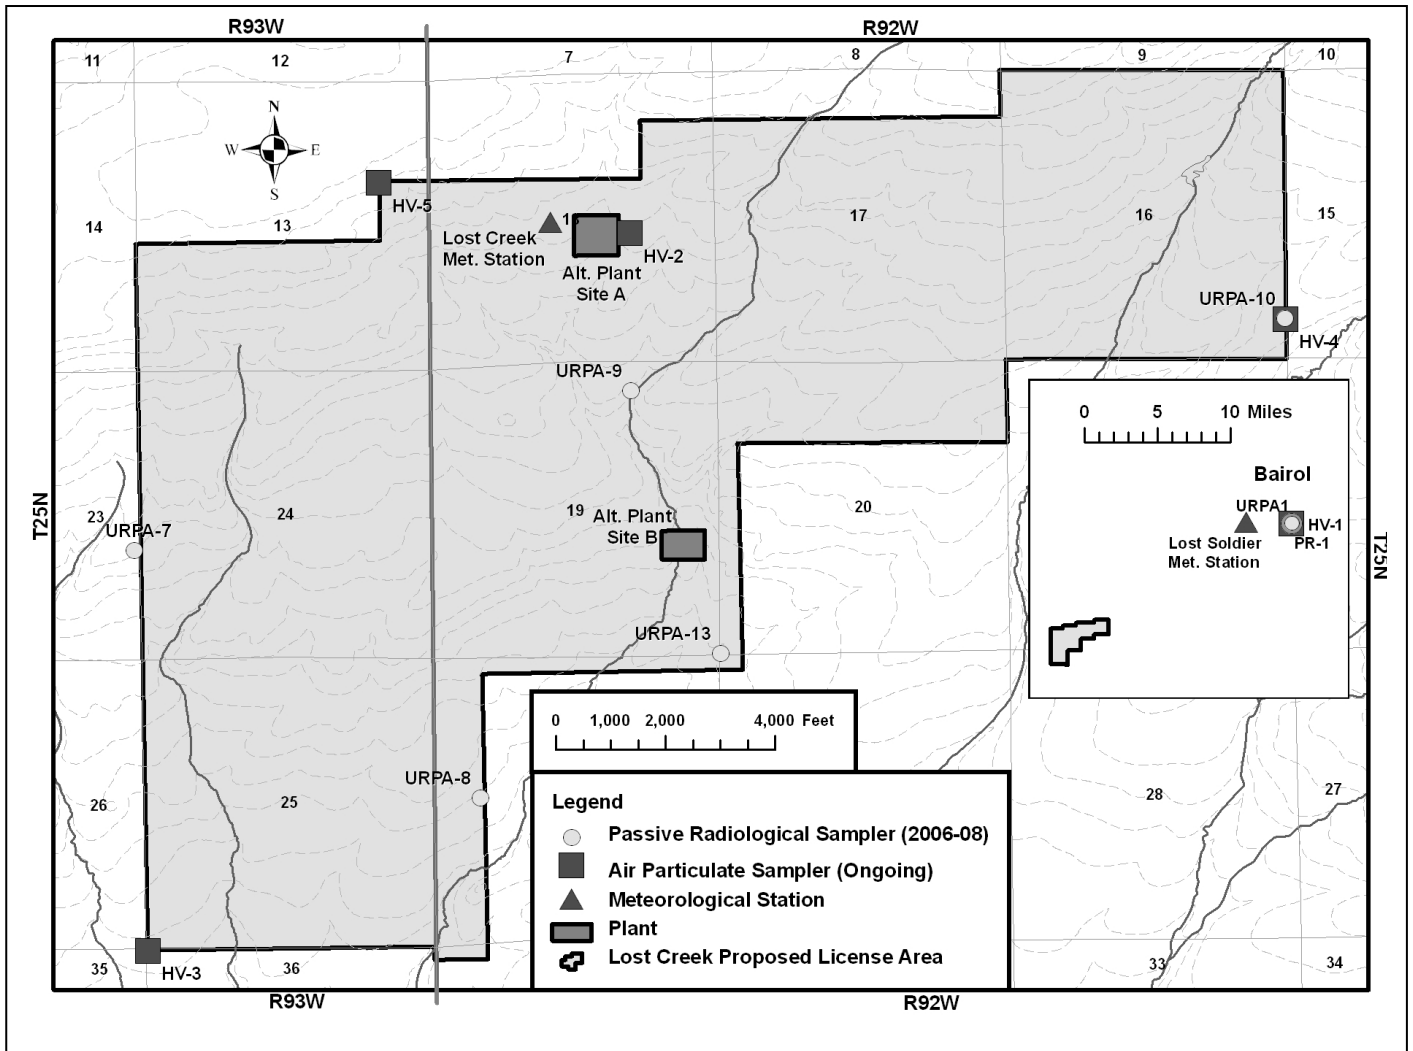 R93W
R92W
11
12
7
8
9
10
N
W
E
S
HV-5
14
13
17
16
15
18
Lost Creek
Met. Station
HV-2
Alt. Plant
Site A
URPA-10
HV-4
URPA-9
0 5 10 Miles
Bairol
URPA1
HV-1
PR-1
Lost Soldier
Met. Station
T25N
T25N
23
URPA-7
24
19
Alt. Plant
Site B
20
URPA-13
0 1,000 2,000 4,000 Feet
URPA-8
26
25
28
27
Legend
Passive Radiological Sampler (2006-08)
Air Particulate Sampler (Ongoing)
Meteorological Station
Plant
Lost Creek Proposed License Area
35
HV-3
36
33
34
R93W
R92W